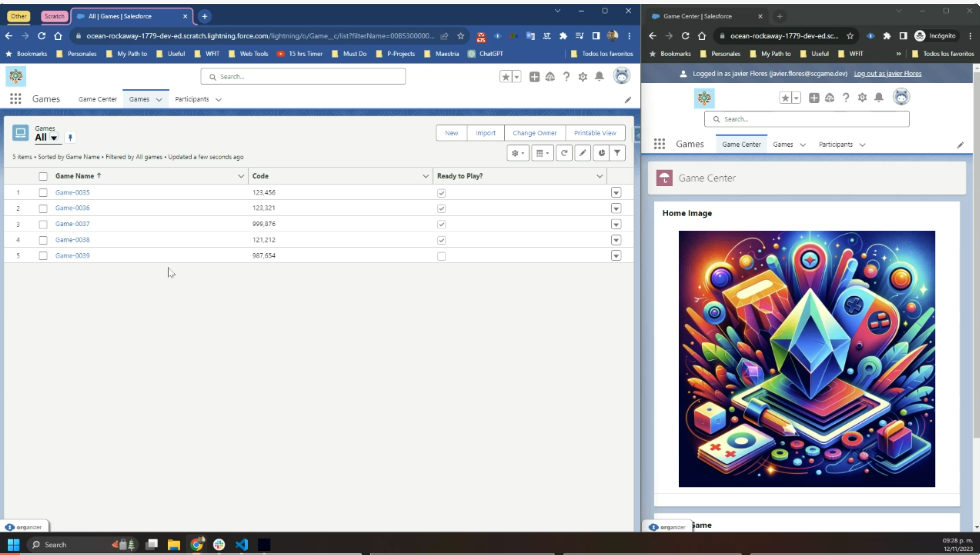 Other
Scratch
All | Games | Salesforce
ocean-rockaway-1779-dev-ed.scratch.lightning.force.com/lightning/o/Game__c/list?filterName=00B5300000...
Bookmarks Personales My Path to Useful WFIT Web Tools 15 hrs Timer Must Do P-Projects Maestria ChatGPT Todos los favoritos
Search...
Games
Game Center
Games
Participants
Games
All
New
Import
Change Owner
Printable View
5 items • Sorted by Game Name • Filtered by All games • Updated a few seconds ago
Game Name ↑ Code Ready to Play?
1 Game-0035 123,456
2 Game-0036 123,321
3 Game-0037 999,876
4 Game-0038 121,212
5 Game-0039 987,654
organizer
Game Center | Salesforce
ocean-rockaway-1779-dev-ed.sc...
Incógnito
Bookmarks Personales My Path to Useful WFIT » Todos los favoritos
Logged in as Javier Flores (javier.flores@scgame.dev) Log out as Javier Flores
Search...
Games
Game Center
Games
Participants
Game Center
Home Image
organizer
Game
Search
09:28 p. m.